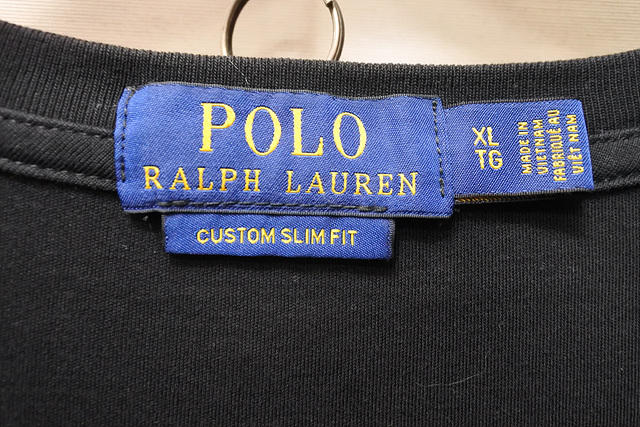 POLO
RALPH LAUREN
CUSTOM SLIM FIT
XL
TG
MADE IN
VIETNAM
FABRIQUÉ AU
VIÊT NAM